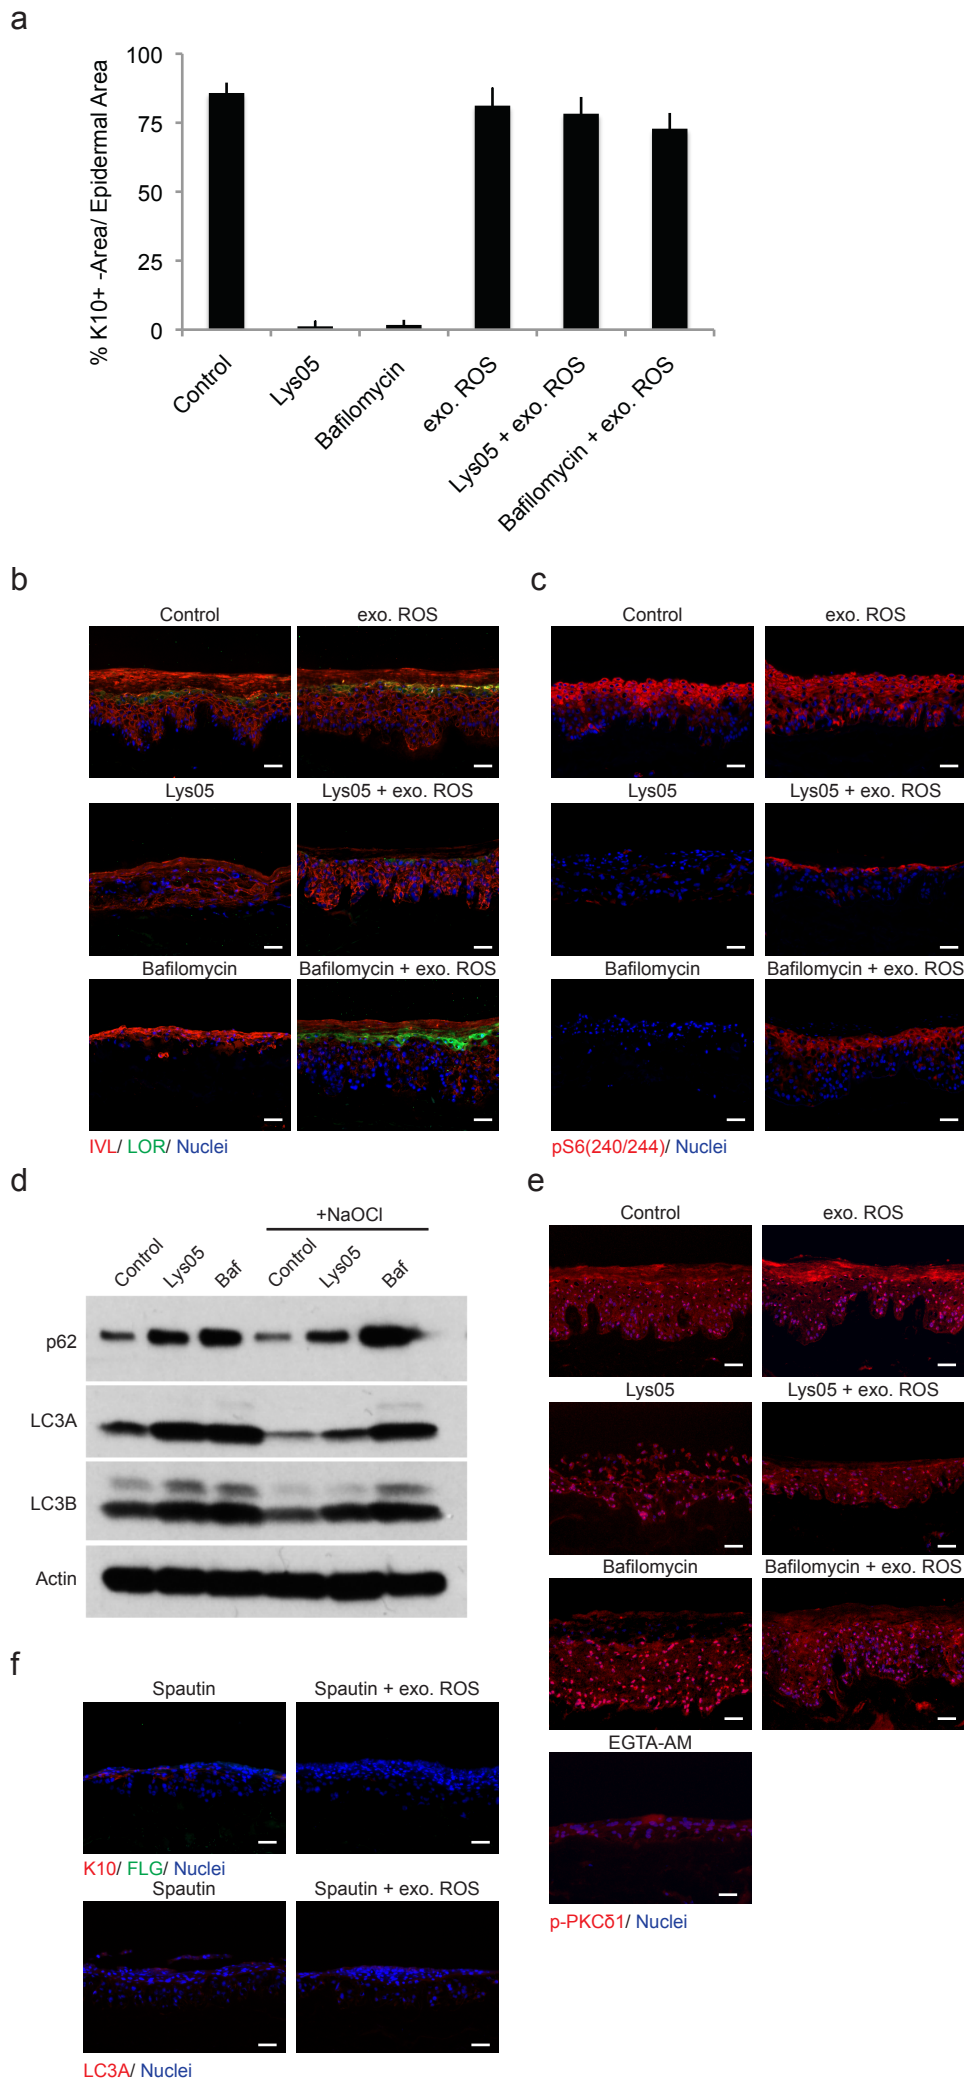 a
100
75
50
25
0
% K10+ -Area/ Epidermal Area
Control
Lys05
Bafilomycin
exo. ROS
Lys05 + exo. ROS
Bafilomycin + exo. ROS
b
Control
exo. ROS
Lys05
Lys05 + exo. ROS
Bafilomycin
Bafilomycin + exo. ROS
IVL/ LOR/ Nuclei
c
Control
exo. ROS
Lys05
Lys05 + exo. ROS
Bafilomycin
Bafilomycin + exo. ROS
pS6(240/244)/ Nuclei
d
+NaOCl
Control
Lys05
Baf
Control
Lys05
Baf
p62
LC3A
LC3B
Actin
e
Control
exo. ROS
Lys05
Lys05 + exo. ROS
Bafilomycin
Bafilomycin + exo. ROS
EGTA-AM
p-PKCδ1/ Nuclei
f
Spautin
Spautin + exo. ROS
K10/ FLG/ Nuclei
Spautin
Spautin + exo. ROS
LC3A/ Nuclei